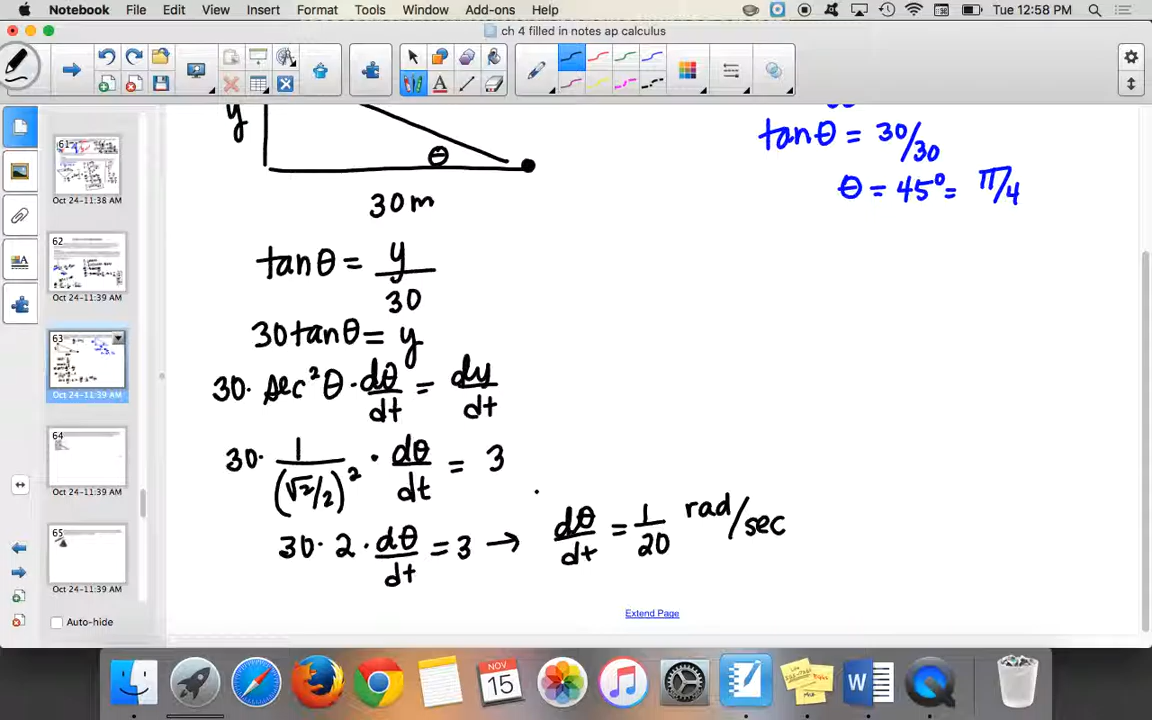 Notebook File Edit View Insert Format Tools Window Add-ons Help Tue 12:58 PM
ch 4 filled in notes ap calculus
61
Oct 24-11:38 AM
62
Oct 24-11:39 AM
63
Oct 24-11:39 AM
64
Oct 24-11:39 AM
65
Oct 24-11:39 AM
Auto-hide
y
θ
30 m
tanθ = 30/30
θ = 45° = π/4
tanθ = y/30
30tanθ = y
30 · sec²θ · dθ/dt = dy/dt
30 · 1/(√2/2)² · dθ/dt = 3
30 · 2 · dθ/dt = 3 → dθ/dt = 1/20 rad/sec
Extend Page
NOV
15
W